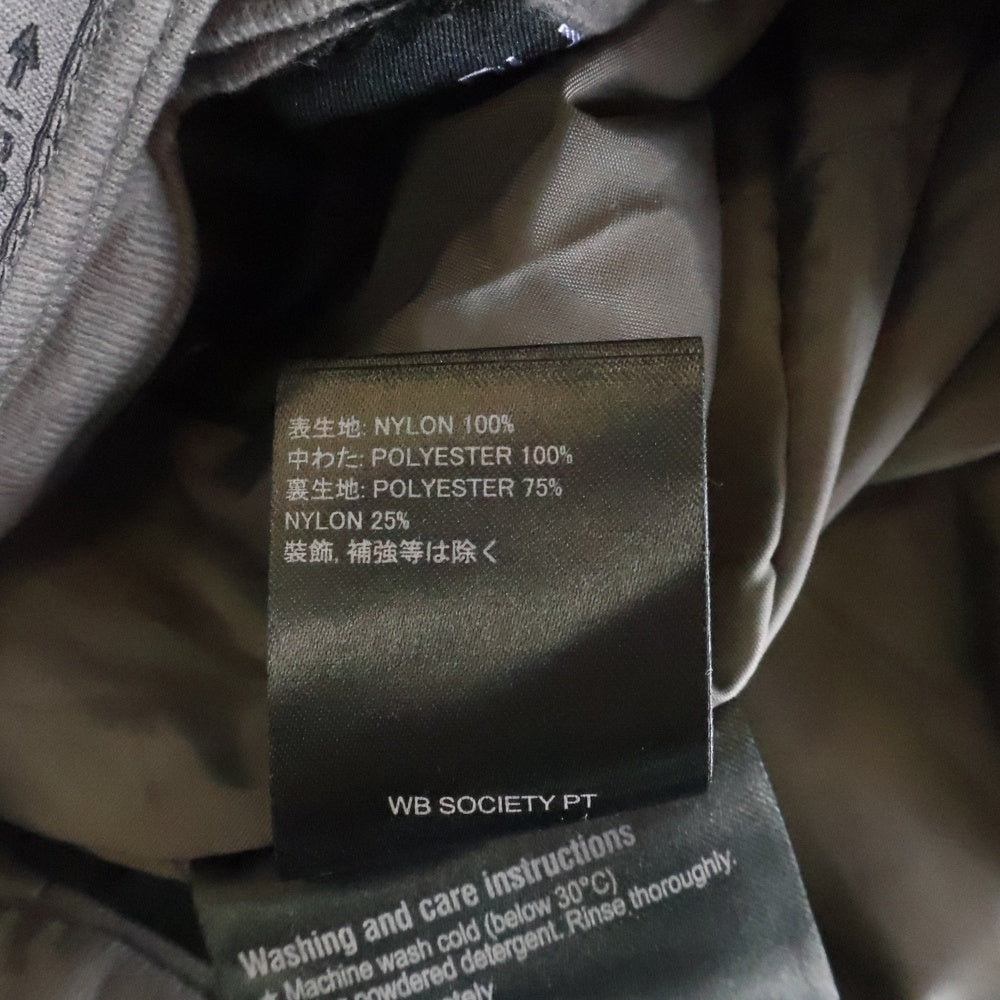 表生地: NYLON 100%
中わた: POLYESTER 100%
裏生地: POLYESTER 75%
NYLON 25%
装飾, 補強等は除く
WB SOCIETY PT
Washing and care instructions
★ Machine wash cold (below 30°C)
powdered detergent. Rinse thoroughly.